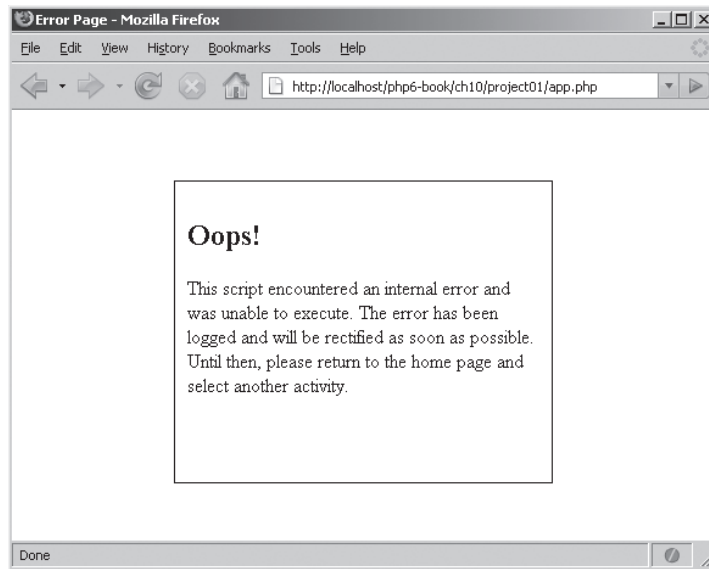 Error Page - Mozilla Firefox
File Edit View History Bookmarks Tools Help
http://localhost/php6-book/ch10/project01/app.php
Oops!
This script encountered an internal error and
was unable to execute. The error has been
logged and will be rectified as soon as possible.
Until then, please return to the home page and
select another activity.
Done